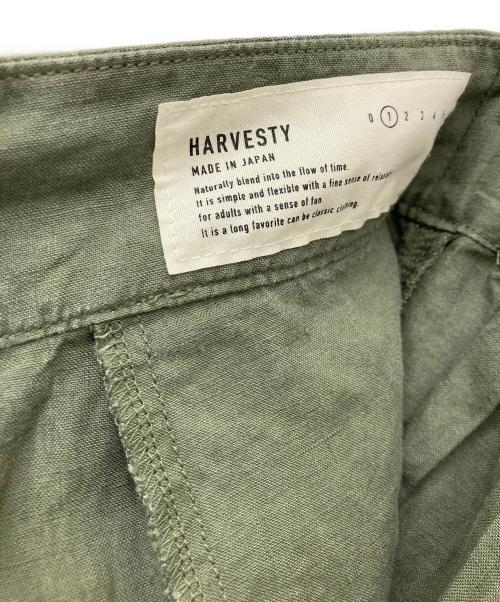 0 1 2 3 4 5
HARVESTY
MADE IN JAPAN
Naturally blend into the flow of time.
It is simple and flexible with a fine sense of relaxed
for adults with a sense of fun.
It is a long favorite can be classic clothing.